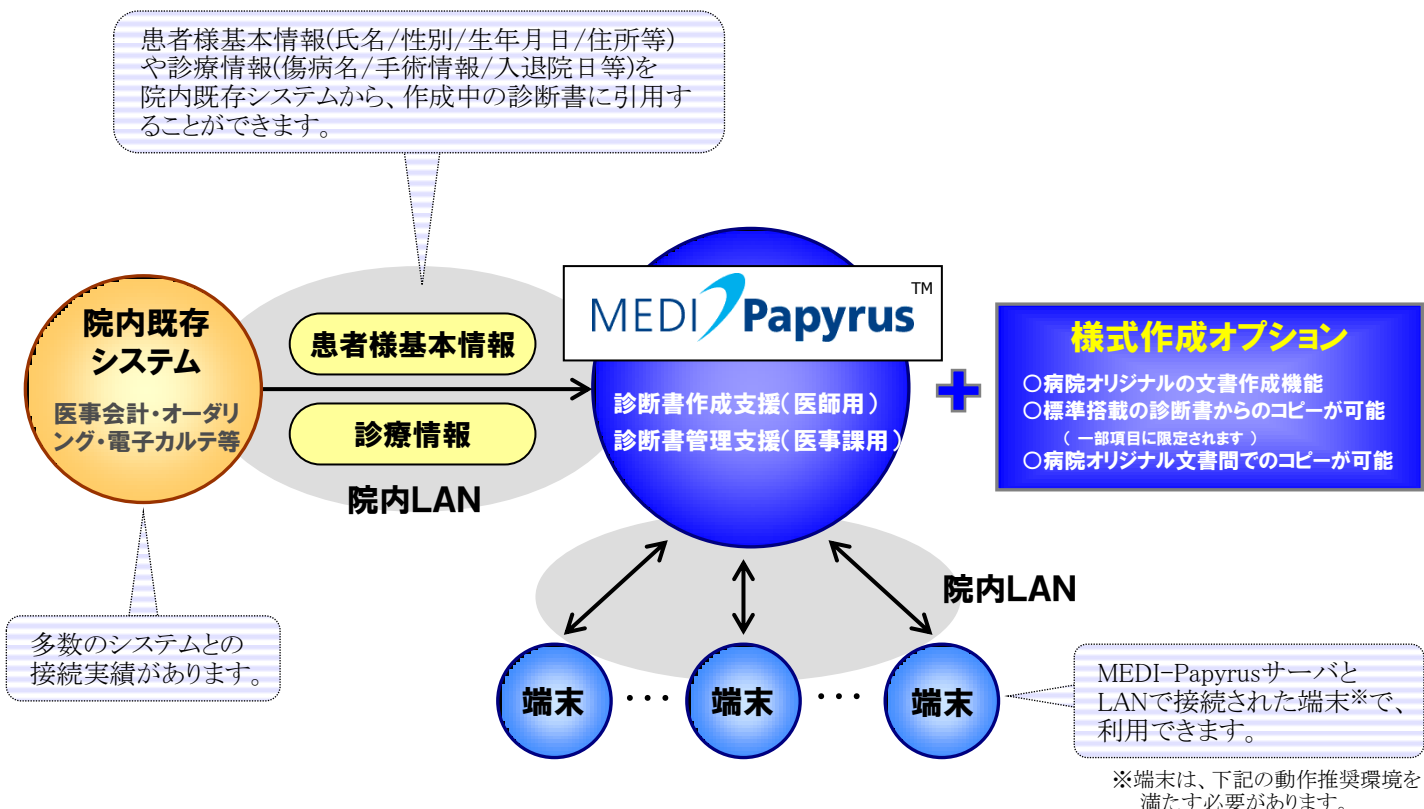 患者様基本情報(氏名/性別/生年月日/住所等)
や診療情報(傷病名/手術情報/入退院日等)を
院内既存システムから、作成中の診断書に引用す
ることができます。
院内既存
システム
医事会計・オーダリ
ング・電子カルテ等
患者様基本情報
診療情報
院内LAN
MEDI Papyrus TM
診断書作成支援(医師用)
診断書管理支援(医事課用)
様式作成オプション
○病院オリジナルの文書作成機能
○標準搭載の診断書からのコピーが可能
( 一部項目に限定されます )
○病院オリジナル文書間でのコピーが可能
院内LAN
多数のシステムとの
接続実績があります。
端末 ・・・ 端末 ・・・ 端末
MEDI-Papyrusサーバと
LANで接続された端末※で、
利用できます。
※端末は、下記の動作推奨環境を
満たす必要があります。